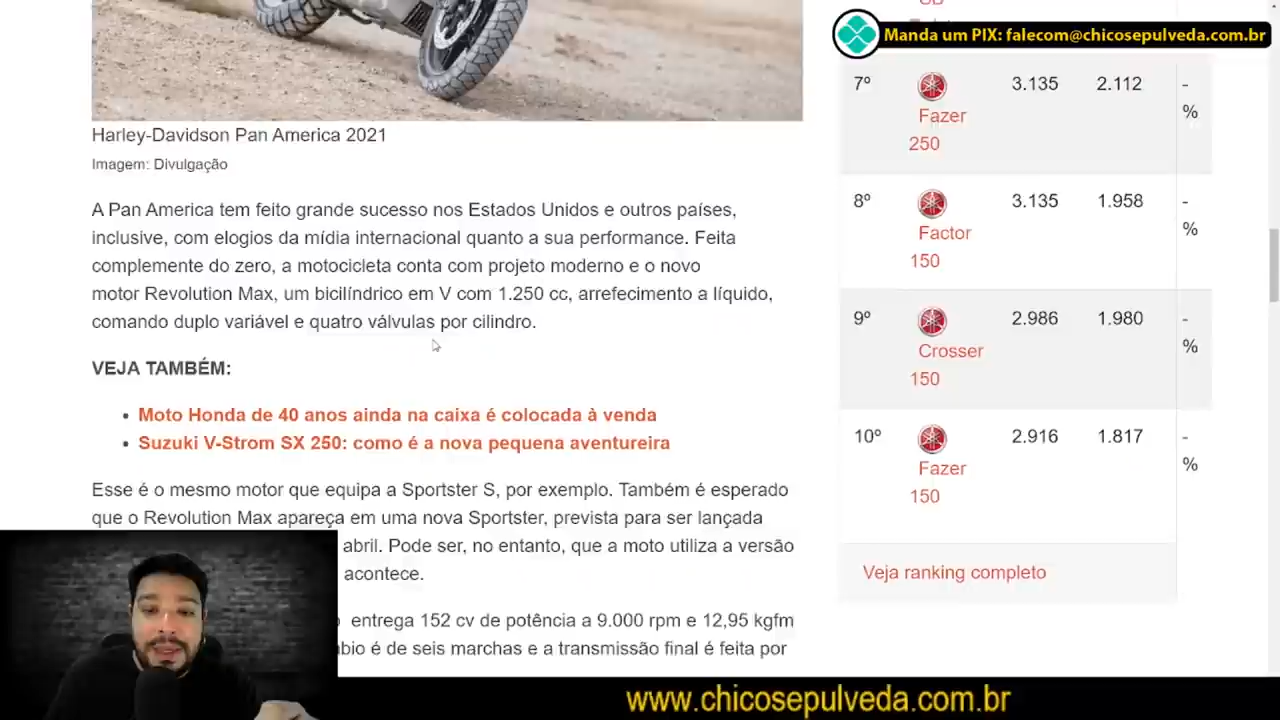 Manda um PIX: falecom@chicosepulveda.com.br
Harley-Davidson Pan America 2021
Imagem: Divulgação
A Pan America tem feito grande sucesso nos Estados Unidos e outros países,
inclusive, com elogios da mídia internacional quanto a sua performance. Feita
complemente do zero, a motocicleta conta com projeto moderno e o novo
motor Revolution Max, um bicilíndrico em V com 1.250 cc, arrefecimento a líquido,
comando duplo variável e quatro válvulas por cilindro.
VEJA TAMBÉM:
• Moto Honda de 40 anos ainda na caixa é colocada à venda
• Suzuki V-Strom SX 250: como é a nova pequena aventureira
Esse é o mesmo motor que equipa a Sportster S, por exemplo. Também é esperado
que o Revolution Max apareça em uma nova Sportster, prevista para ser lançada
abril. Pode ser, no entanto, que a moto utiliza a versão
acontece.
entrega 152 cv de potência a 9.000 rpm e 12,95 kgfm
bio é de seis marchas e a transmissão final é feita por
7º Fazer 250 3.135 2.112 -%
8º Factor 150 3.135 1.958 -%
9º Crosser 150 2.986 1.980 -%
10º Fazer 150 2.916 1.817 -%
Veja ranking completo
www.chicosepulveda.com.br